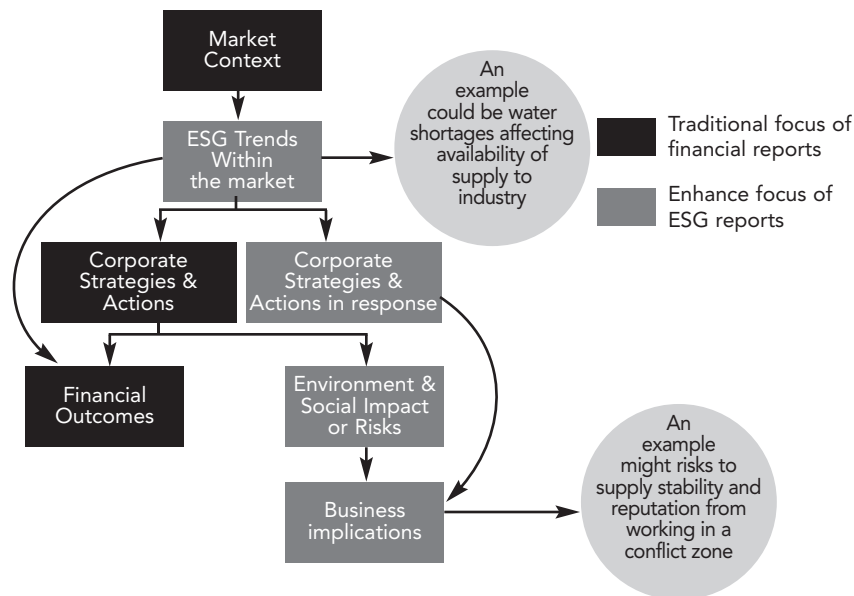 Market
Context
An
example
could be water
shortages affecting
availability of
supply to
industry
Traditional focus of
financial reports
ESG Trends
Within
the market
Enhance focus of
ESG reports
Corporate
Strategies &
Actions
Corporate
Strategies &
Actions in response
Financial
Outcomes
Environment &
Social Impact
or Risks
An
example
might risks to
supply stability and
reputation from
working in a
conflict zone
Business
implications